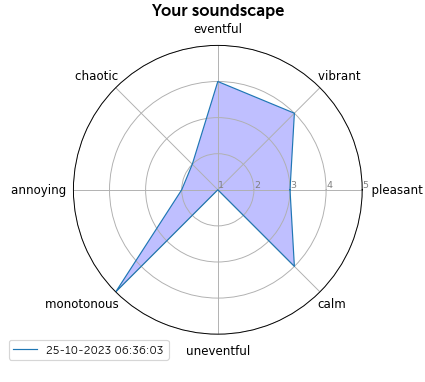 Your soundscape
eventful
chaotic
vibrant
annoying
1
2
3
4
5
pleasant
monotonous
calm
uneventful
25-10-2023 06:36:03